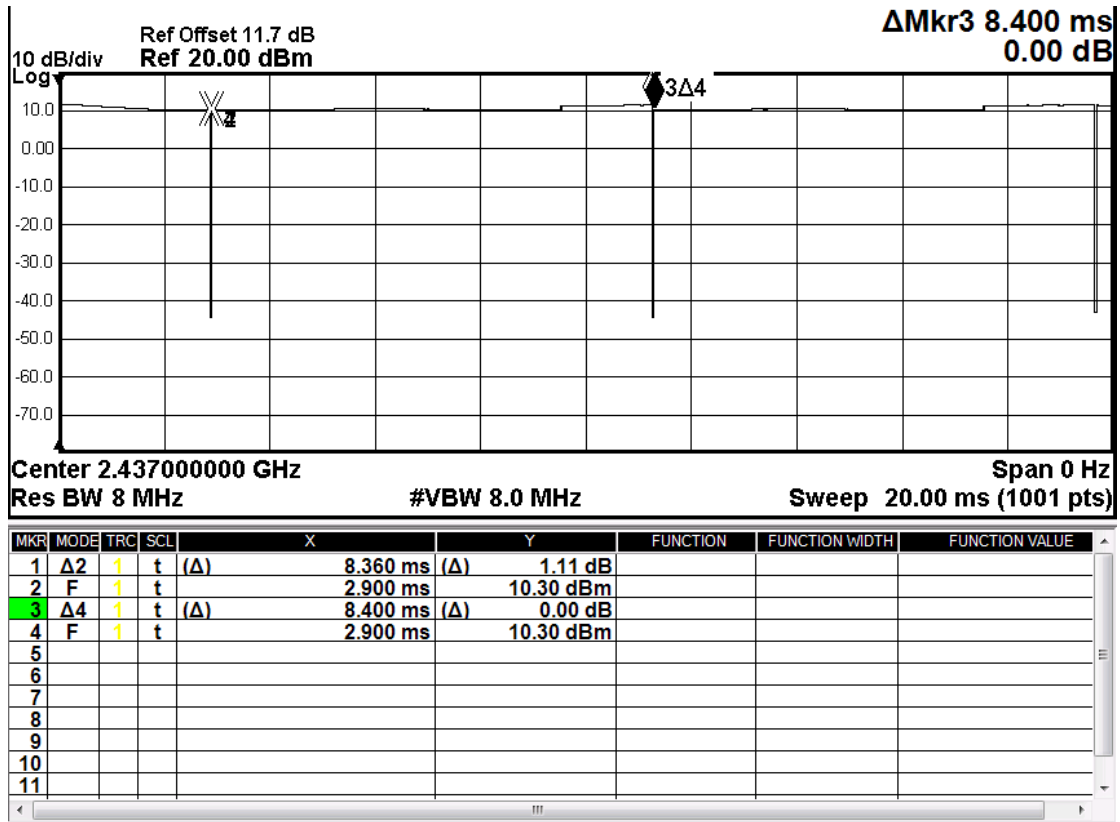 ΔMkr3 8.400 ms
Ref Offset 11.7 dB
10 dB/div Ref 20.00 dBm 0.00 dB
Log
3Δ4
10.0
0.00
-10.0
-20.0
-30.0
-40.0
-50.0
-60.0
-70.0
Center 2.437000000 GHz Span 0 Hz
Res BW 8 MHz #VBW 8.0 MHz Sweep 20.00 ms (1001 pts)
MKR MODE TRC SCL X Y FUNCTION FUNCTION WIDTH FUNCTION VALUE
1 Δ2 1 t (Δ) 8.360 ms (Δ) 1.11 dB
2 F 1 t 2.900 ms 10.30 dBm
3 Δ4 1 t (Δ) 8.400 ms (Δ) 0.00 dB
4 F 1 t 2.900 ms 10.30 dBm
5
6
7
8
9
10
11